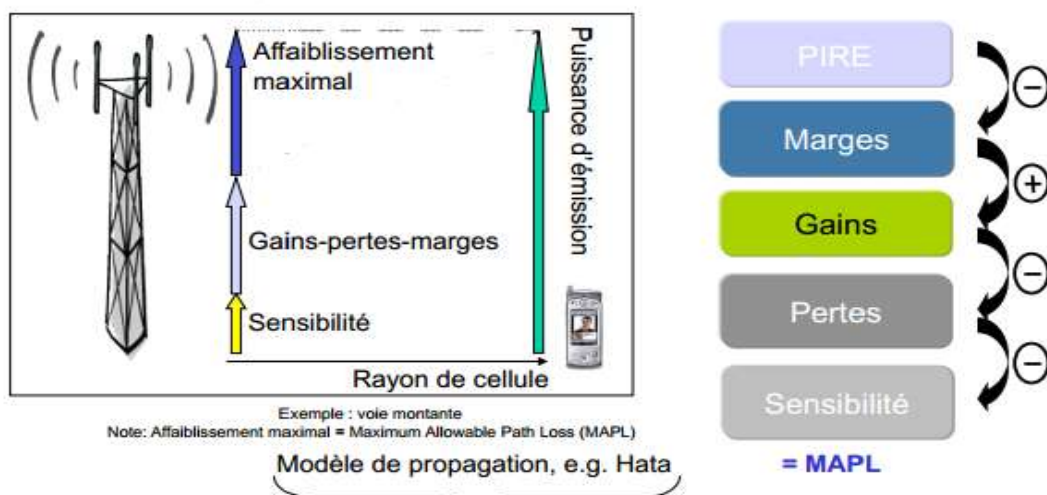 Affaiblissement
maximal
Gains-pertes-marges
Sensibilité
Puissance d'émission
Rayon de cellule
Exemple : voie montante
Note: Affaiblissement maximal = Maximum Allowable Path Loss (MAPL)
Modèle de propagation, e.g. Hata
PIRE
−
Marges
+
Gains
−
Pertes
−
Sensibilité
= MAPL